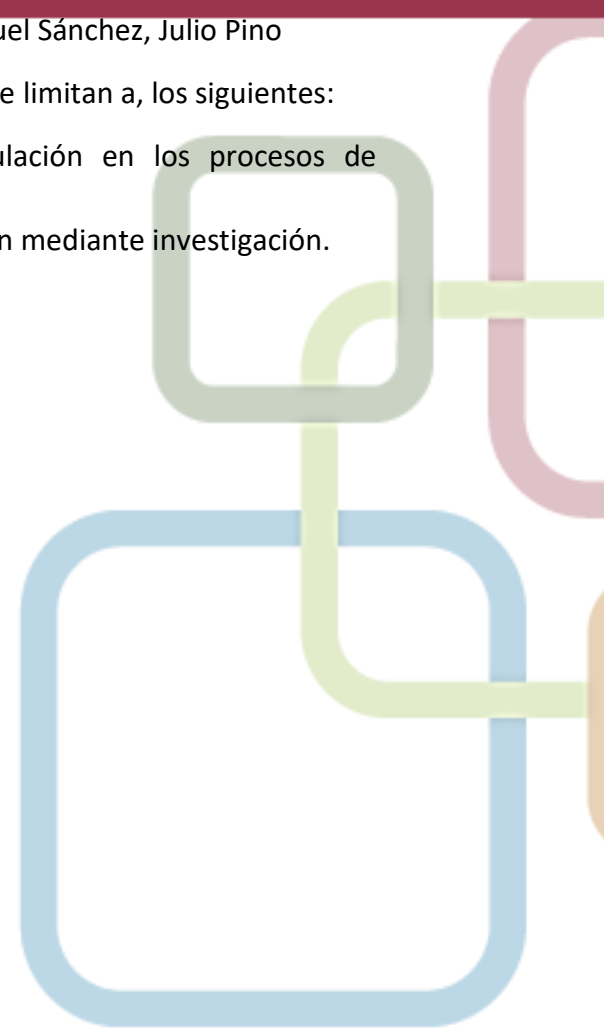 uel Sánchez, Julio Pino
e limitan a, los siguientes:
ulación en los procesos de
n mediante investigación.